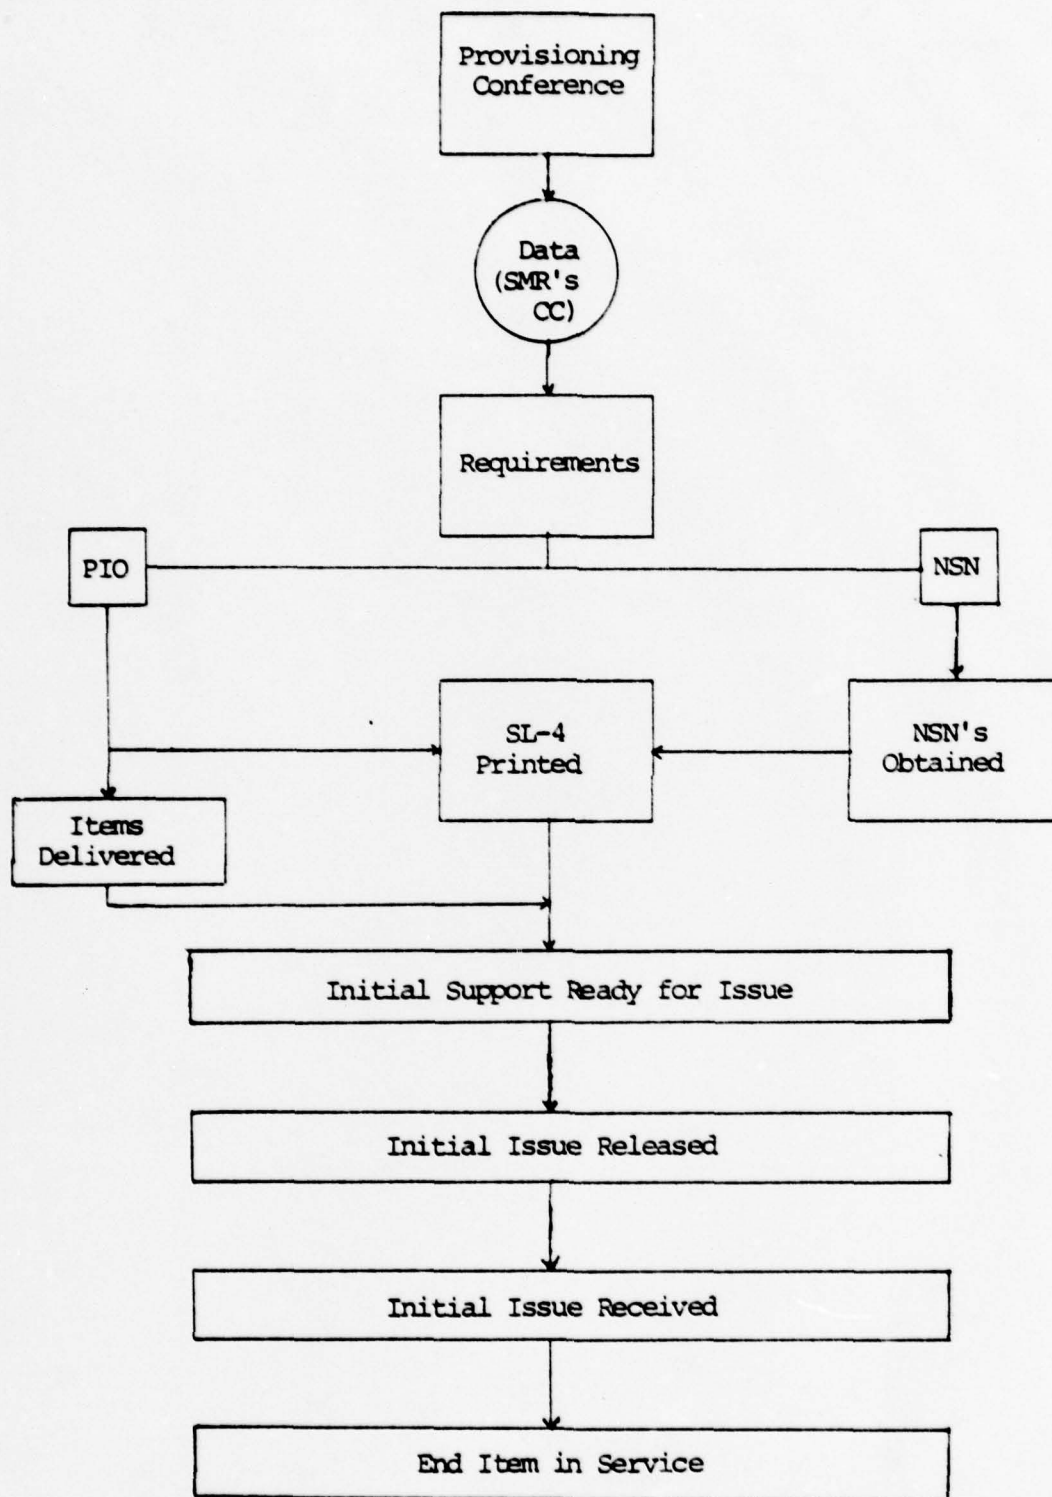 Provisioning
Conference
Data
(SMR's
CC)
Requirements
PIO
NSN
SL-4
Printed
NSN's
Obtained
Items
Delivered
Initial Support Ready for Issue
Initial Issue Released
Initial Issue Received
End Item in Service